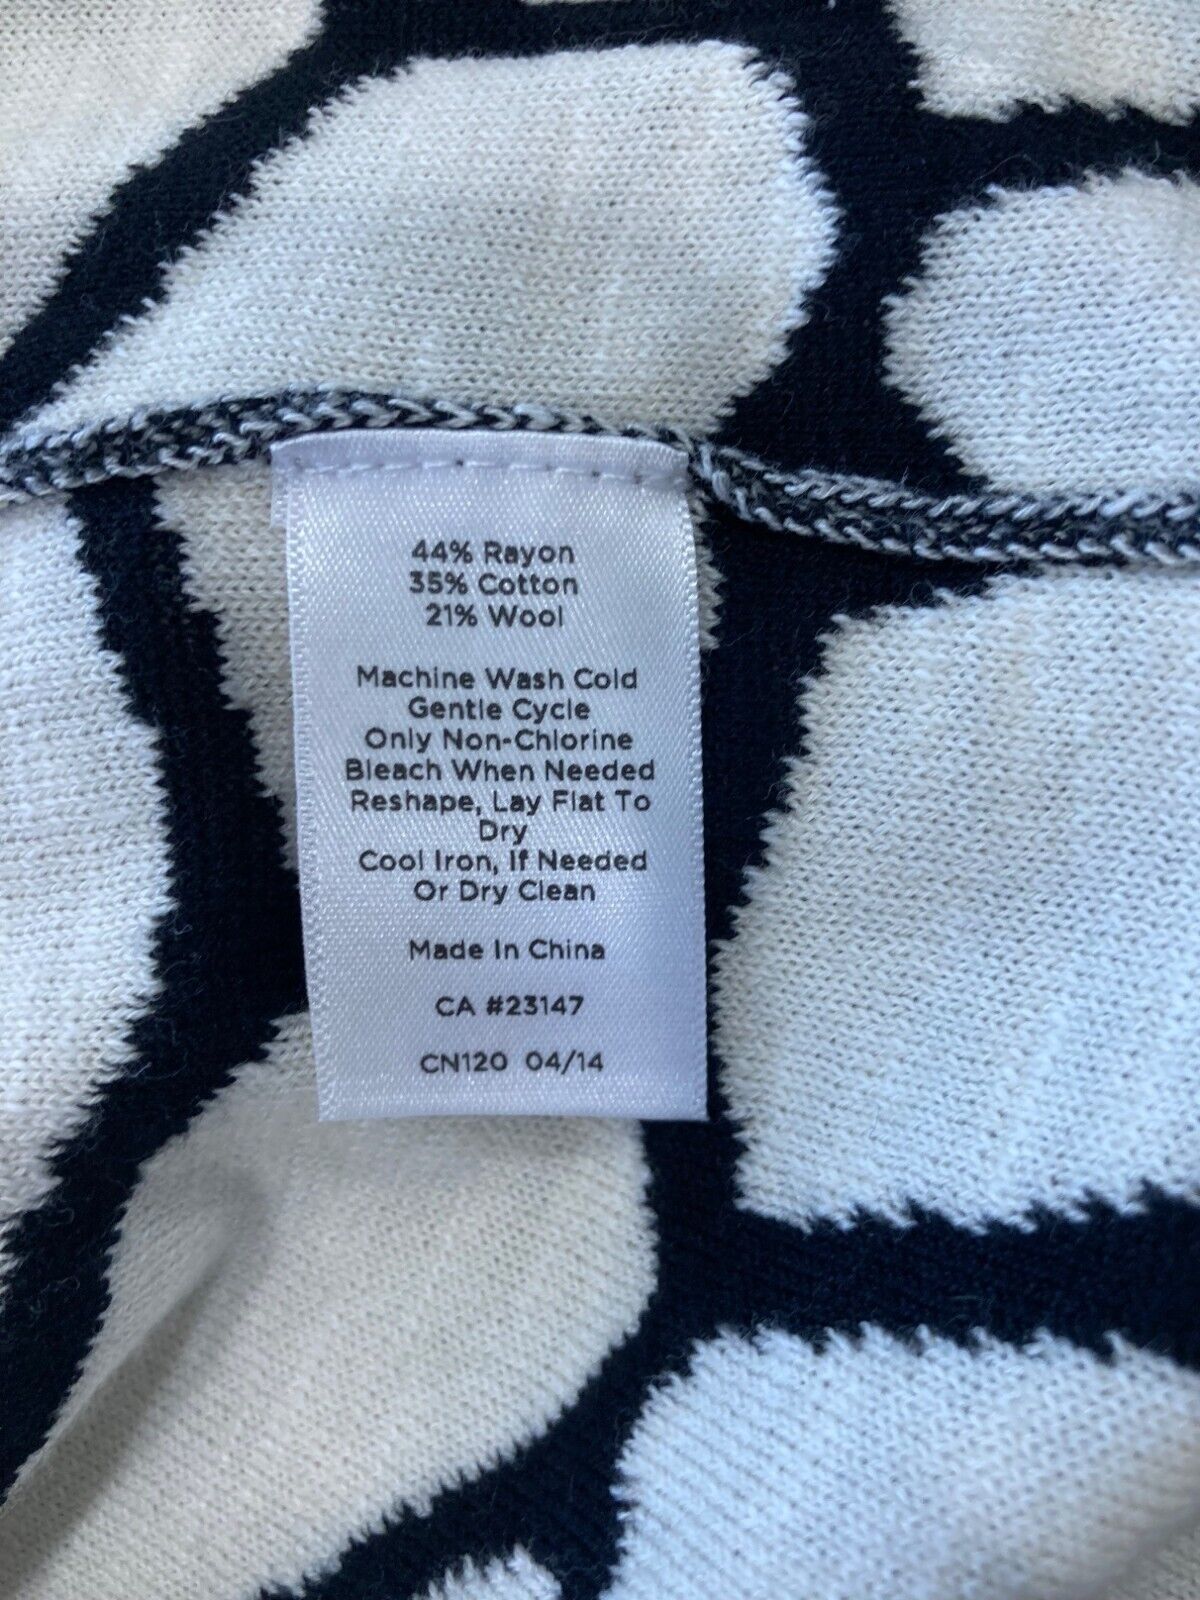 44% Rayon
35% Cotton
21% Wool
Machine Wash Cold
Gentle Cycle
Only Non-Chlorine
Bleach When Needed
Reshape, Lay Flat To
Dry
Cool Iron, If Needed
Or Dry Clean
Made In China
CA #23147
CN120 04/14